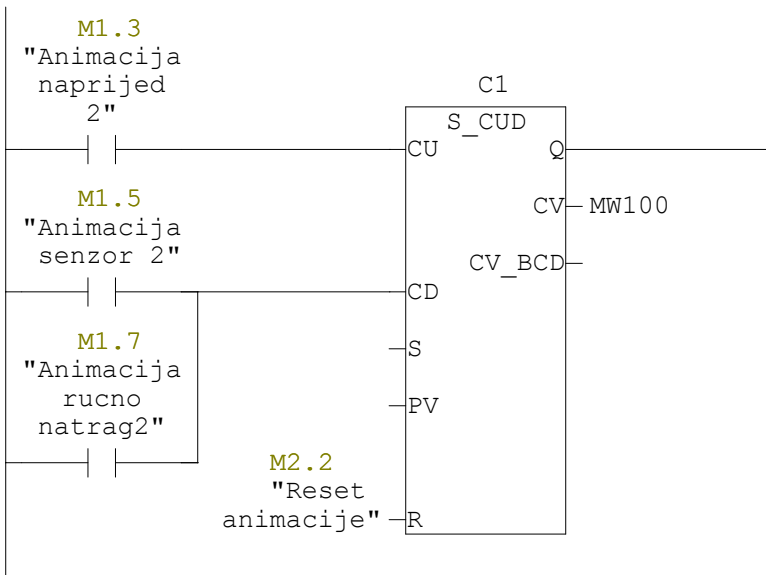 M1.3
"Animacija
naprijed
2"
C1
S_CUD
CU Q
M1.5
"Animacija
senzor 2"
CV MW100
CV_BCD
CD
M1.7
"Animacija
rucno
natrag2"
S
PV
M2.2
"Reset
animacije" R